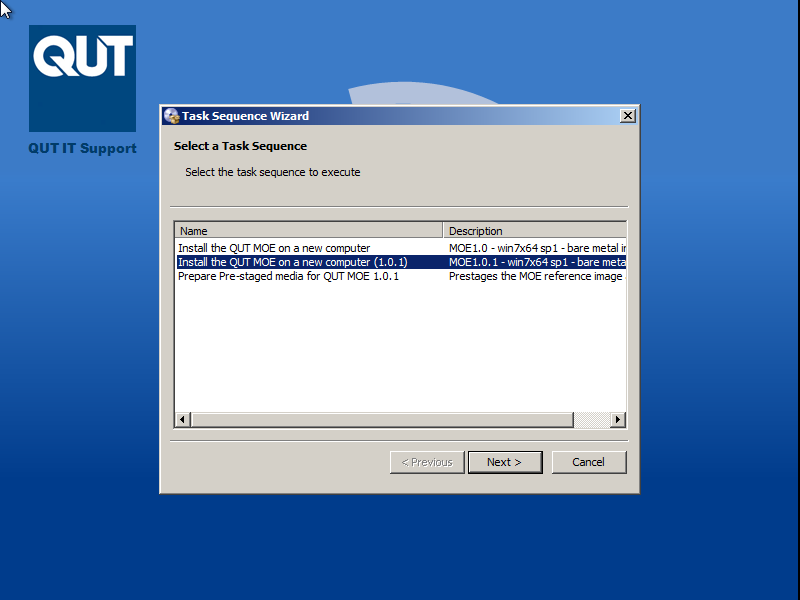 QUT
QUT IT Support
Task Sequence Wizard
Select a Task Sequence
Select the task sequence to execute
Name Description
Install the QUT MOE on a new computer MOE1.0 - win7x64 sp1 - bare metal in
Install the QUT MOE on a new computer (1.0.1) MOE1.0.1 - win7x64 sp1 - bare meta
Prepare Pre-staged media for QUT MOE 1.0.1 Prestages the MOE reference image
< Previous Next > Cancel